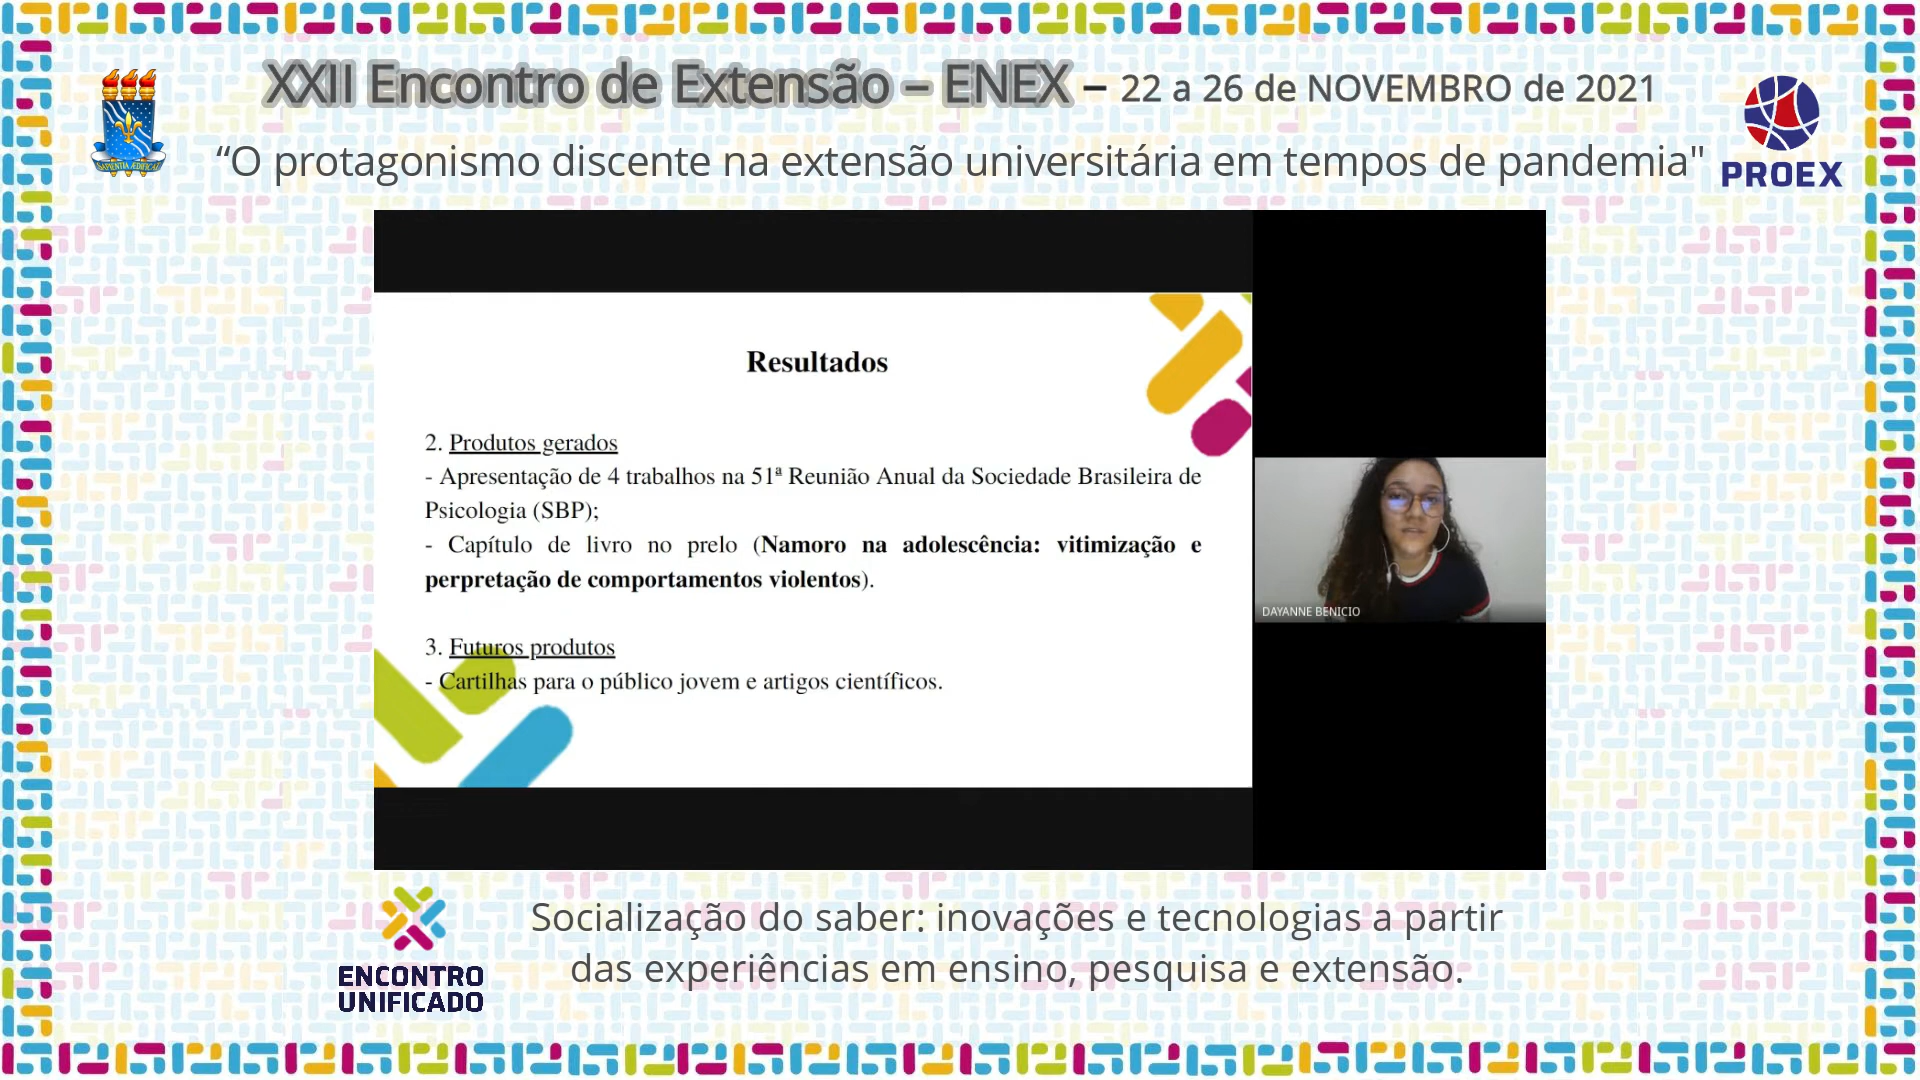 XXII Encontro de Extensão – ENEX – 22 a 26 de NOVEMBRO de 2021
“O protagonismo discente na extensão universitária em tempos de pandemia"
SAPIENTIA ÆDIFICAT
PROEX
Resultados
2. Produtos gerados
- Apresentação de 4 trabalhos na 51ª Reunião Anual da Sociedade Brasileira de
Psicologia (SBP);
- Capítulo de livro no prelo (Namoro na adolescência: vitimização e
perpretação de comportamentos violentos).
3. Futuros produtos
- Cartilhas para o público jovem e artigos científicos.
DAYANNE BENICIO
ENCONTRO
UNIFICADO
Socialização do saber: inovações e tecnologias a partir
das experiências em ensino, pesquisa e extensão.